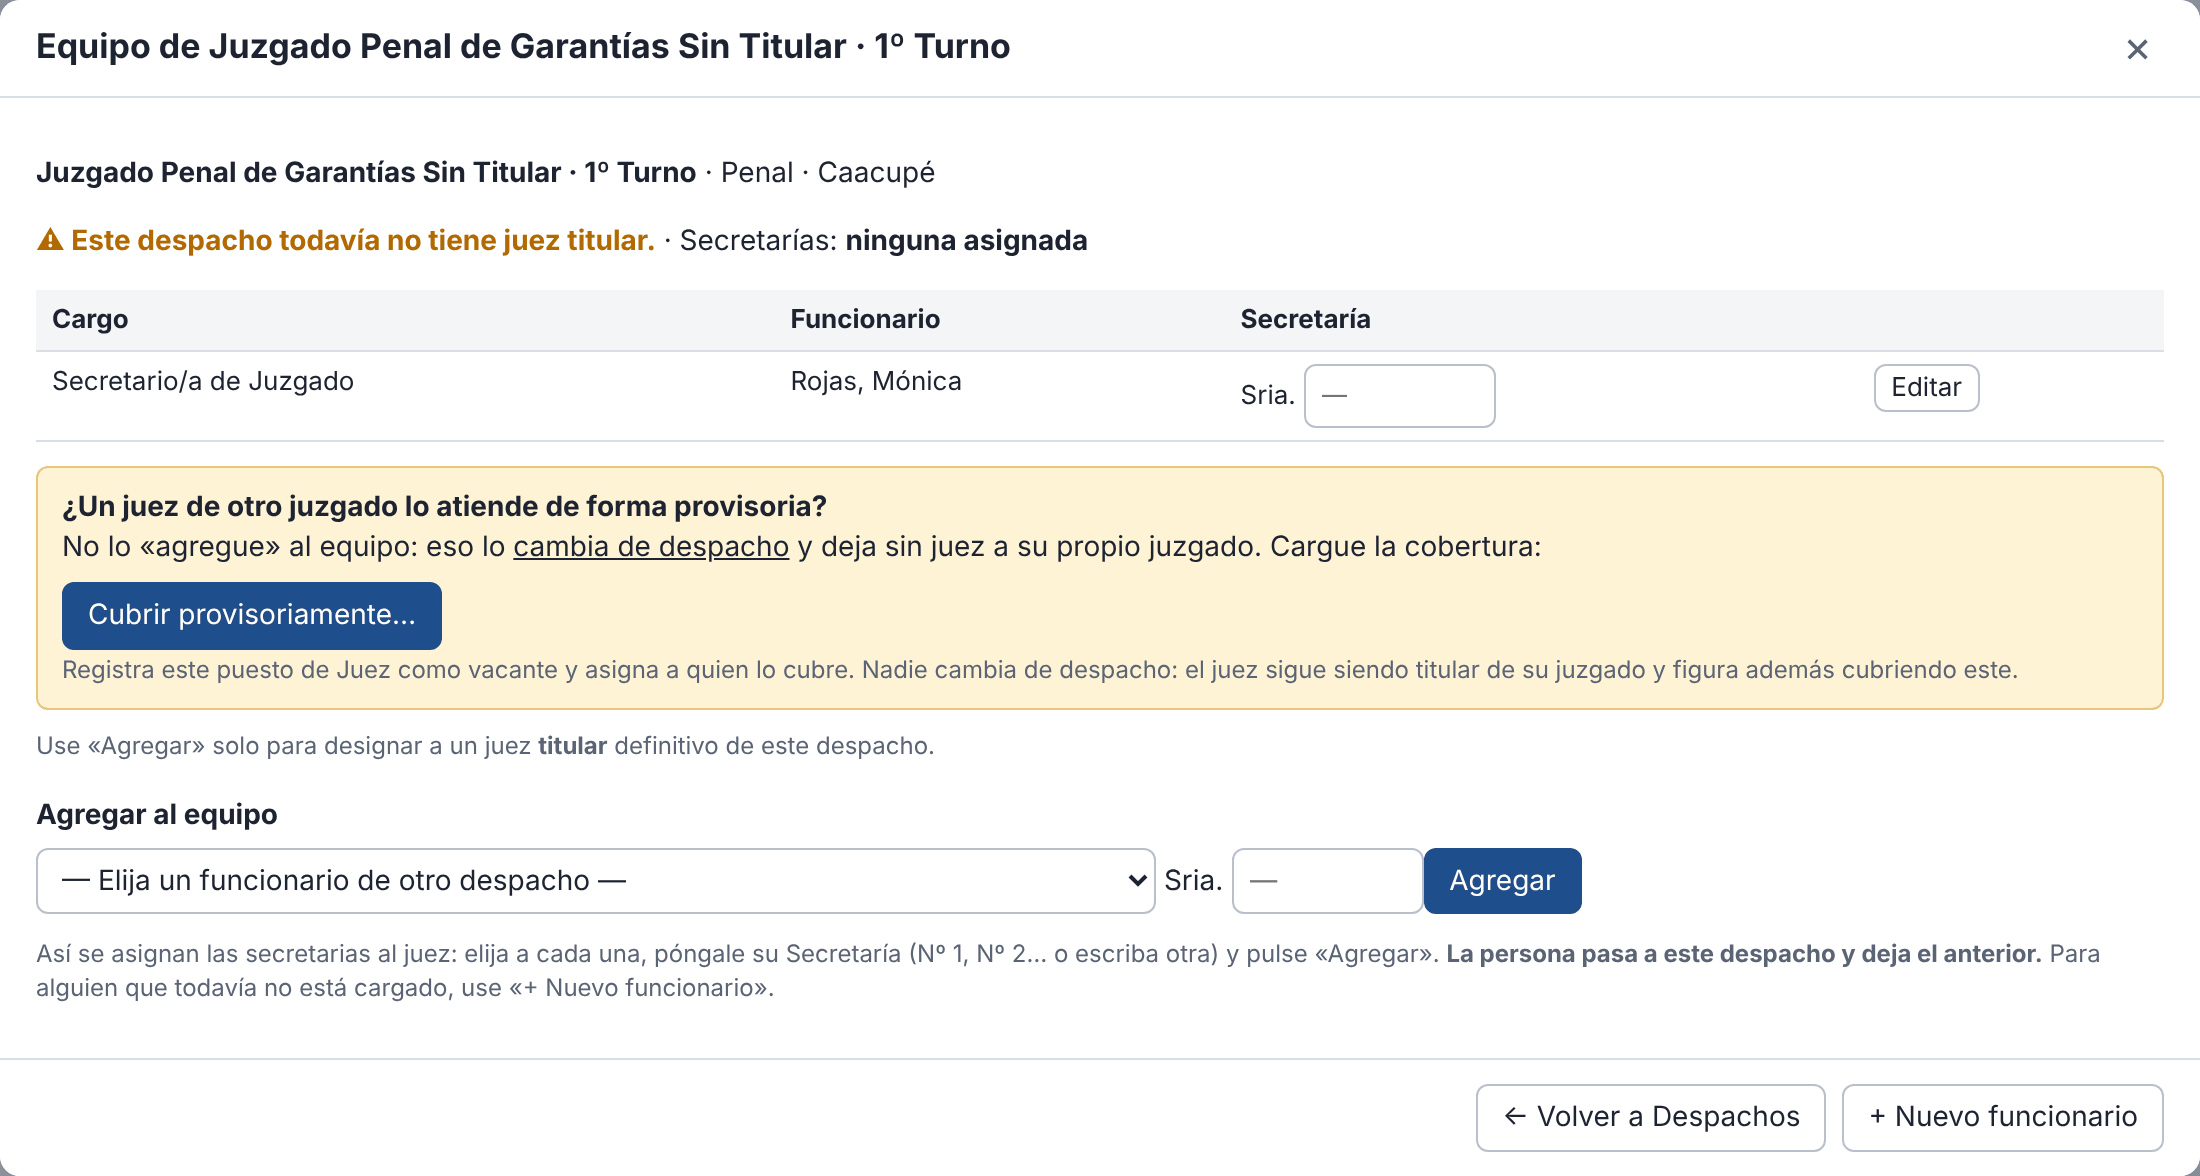 Equipo de Juzgado Penal de Garantías Sin Titular · 1º Turno
×
Juzgado Penal de Garantías Sin Titular · 1º Turno · Penal · Caacupé
⚠ Este despacho todavía no tiene juez titular. · Secretarías: ninguna asignada
Cargo Funcionario Secretaría
Secretario/a de Juzgado Rojas, Mónica Sria. — Editar
¿Un juez de otro juzgado lo atiende de forma provisoria?
No lo «agregue» al equipo: eso lo cambia de despacho y deja sin juez a su propio juzgado. Cargue la cobertura:
Cubrir provisoriamente...
Registra este puesto de Juez como vacante y asigna a quien lo cubre. Nadie cambia de despacho: el juez sigue siendo titular de su juzgado y figura además cubriendo este.
Use «Agregar» solo para designar a un juez titular definitivo de este despacho.
Agregar al equipo
— Elija un funcionario de otro despacho — Sria. — Agregar
Así se asignan las secretarias al juez: elija a cada una, póngale su Secretaría (Nº 1, Nº 2... o escriba otra) y pulse «Agregar». La persona pasa a este despacho y deja el anterior. Para
alguien que todavía no está cargado, use «+ Nuevo funcionario».
← Volver a Despachos + Nuevo funcionario